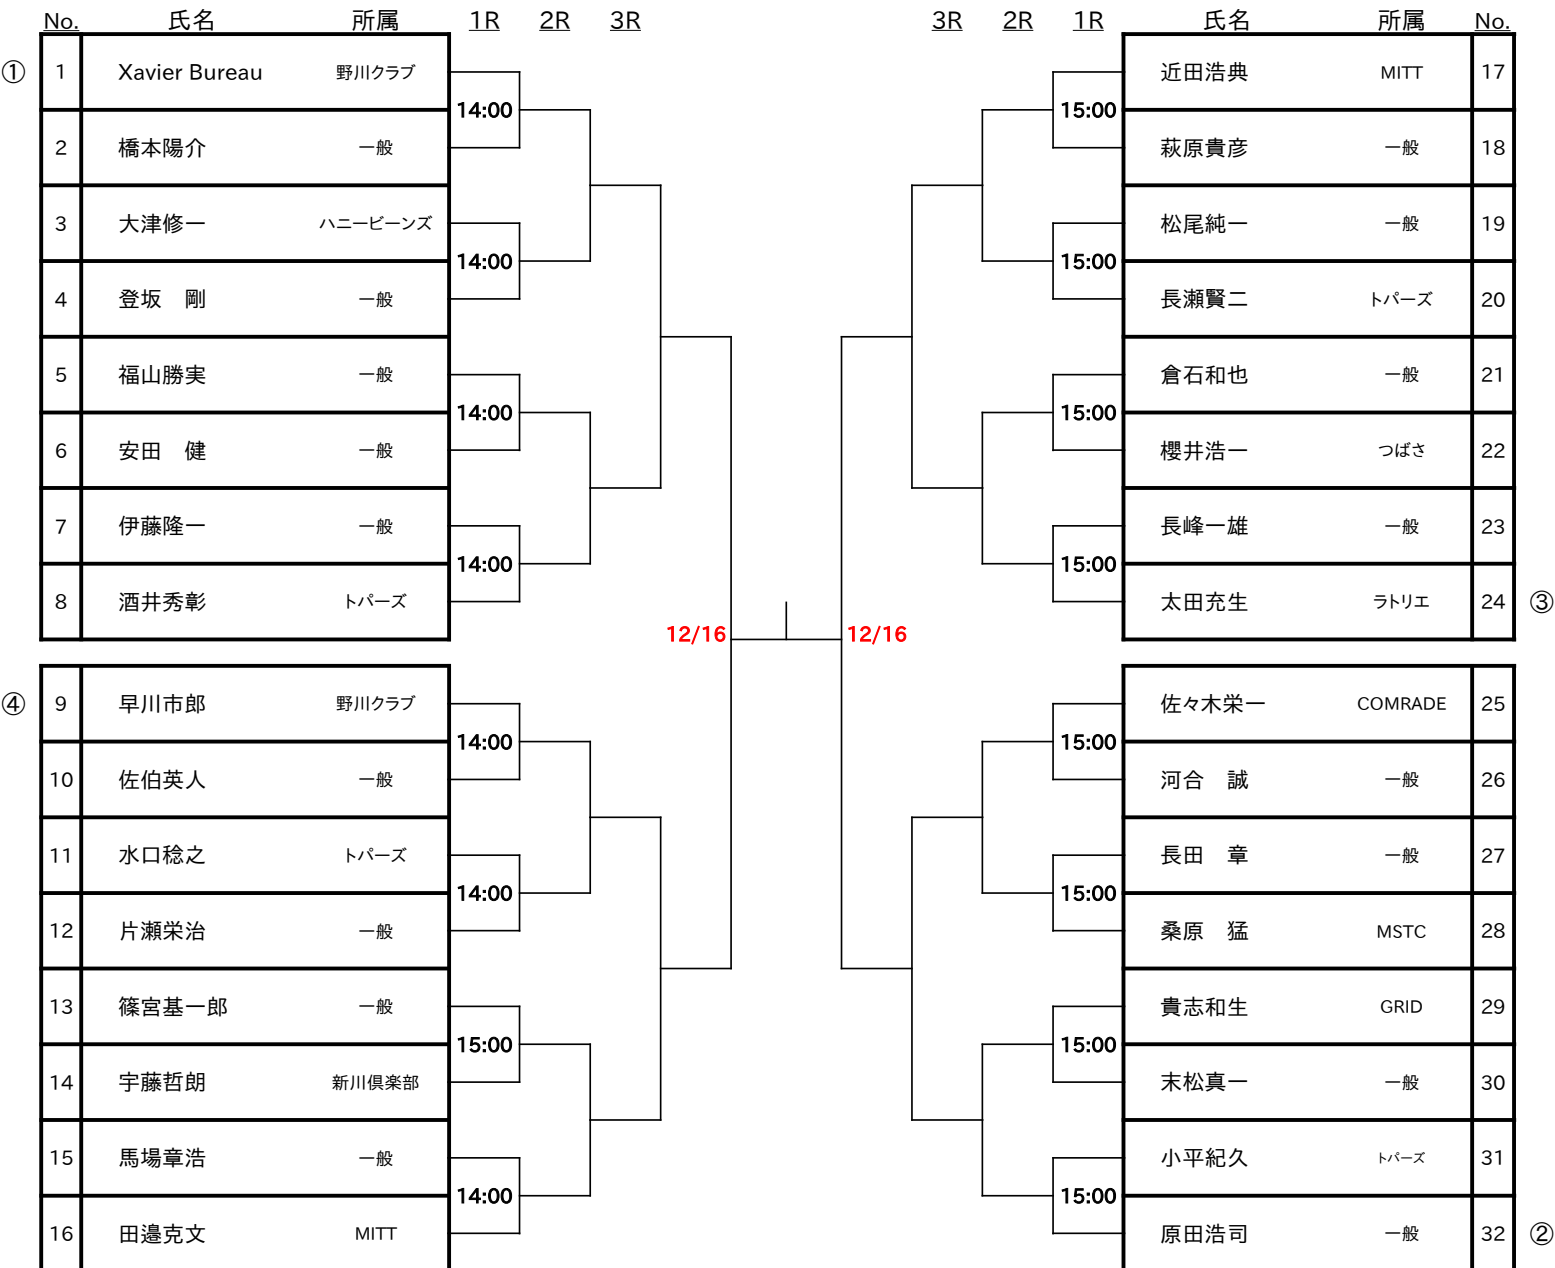 No. 氏名 所属 1R 2R 3R 3R 2R 1R 氏名 所属 No.
① 1 Xavier Bureau 野川クラブ 近田浩典 MITT 17
14:00 15:00
2 橋本陽介 一般 萩原貴彦 一般 18
3 大津修一 ハニービーンズ 松尾純一 一般 19
14:00 15:00
4 登坂　剛 一般 長瀬賢二 トパーズ 20
5 福山勝実 一般 倉石和也 一般 21
14:00 15:00
6 安田　健 一般 櫻井浩一 つばさ 22
7 伊藤隆一 一般 長峰一雄 一般 23
14:00 15:00
8 酒井秀彰 トパーズ 太田充生 ラトリエ 24 ③
12/16 12/16
④ 9 早川市郎 野川クラブ 佐々木栄一 COMRADE 25
14:00 15:00
10 佐伯英人 一般 河合　誠 一般 26
11 水口稔之 トパーズ 長田　章 一般 27
14:00 15:00
12 片瀬栄治 一般 桑原　猛 MSTC 28
13 篠宮基一郎 一般 貴志和生 GRID 29
15:00 15:00
14 宇藤哲朗 新川倶楽部 末松真一 一般 30
15 馬場章浩 一般 小平紀久 トパーズ 31
14:00 15:00
16 田邉克文 MITT 原田浩司 一般 32 ②